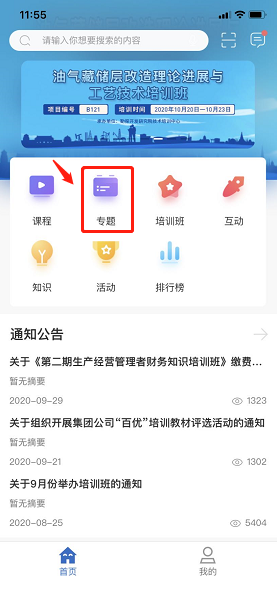 11:55
请输入你想要搜索的内容
油气藏储层改造理论进展与
工艺技术培训班
项目编号 B121 培训时间 2020年10月20日—10月23日
课程 专题 培训班 互动
知识 活动 排行榜
通知公告
关于《第二期生产经营管理者财务知识培训班》缴费...
暂无摘要
2020-09-29 1323
关于组织开展集团公司“百优”培训教材评选活动的通知
暂无摘要
2020-09-21 1302
关于9月份举办培训班的通知
暂无摘要
2020-08-25 5404
首页 我的